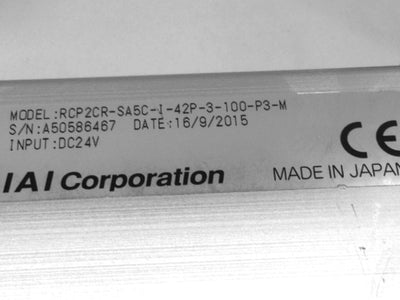 MODEL:RCP2CR-SA5C-I-42P-3-100-P3-M
S/N:A50586467 DATE:16/9/2015
INPUT:DC24V
CE
IAI Corporation
MADE IN JAPAN